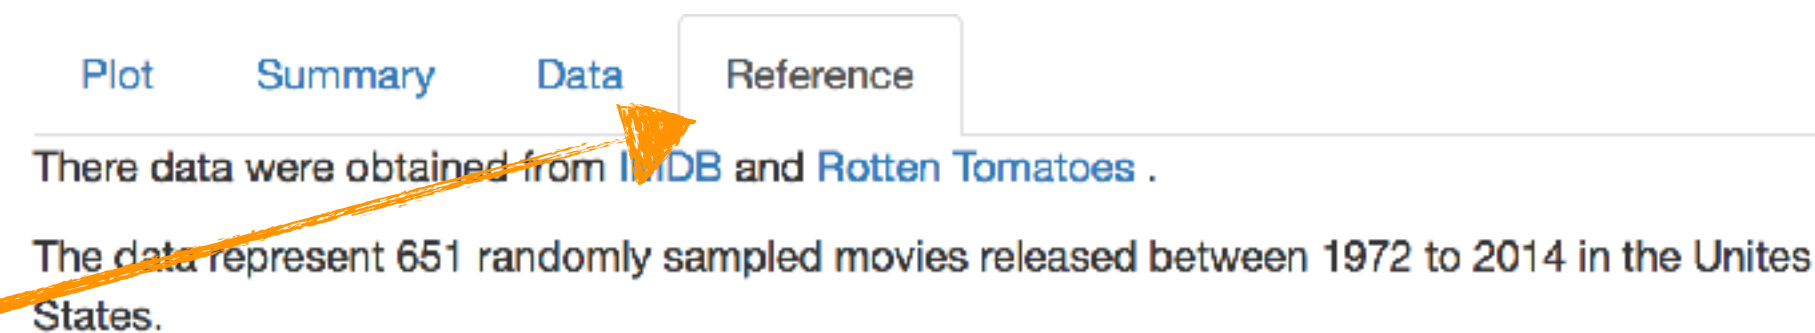 Plot Summary Data Reference
There data were obtained from IMDB and Rotten Tomatoes .
The data represent 651 randomly sampled movies released between 1972 to 2014 in the Unites
States.